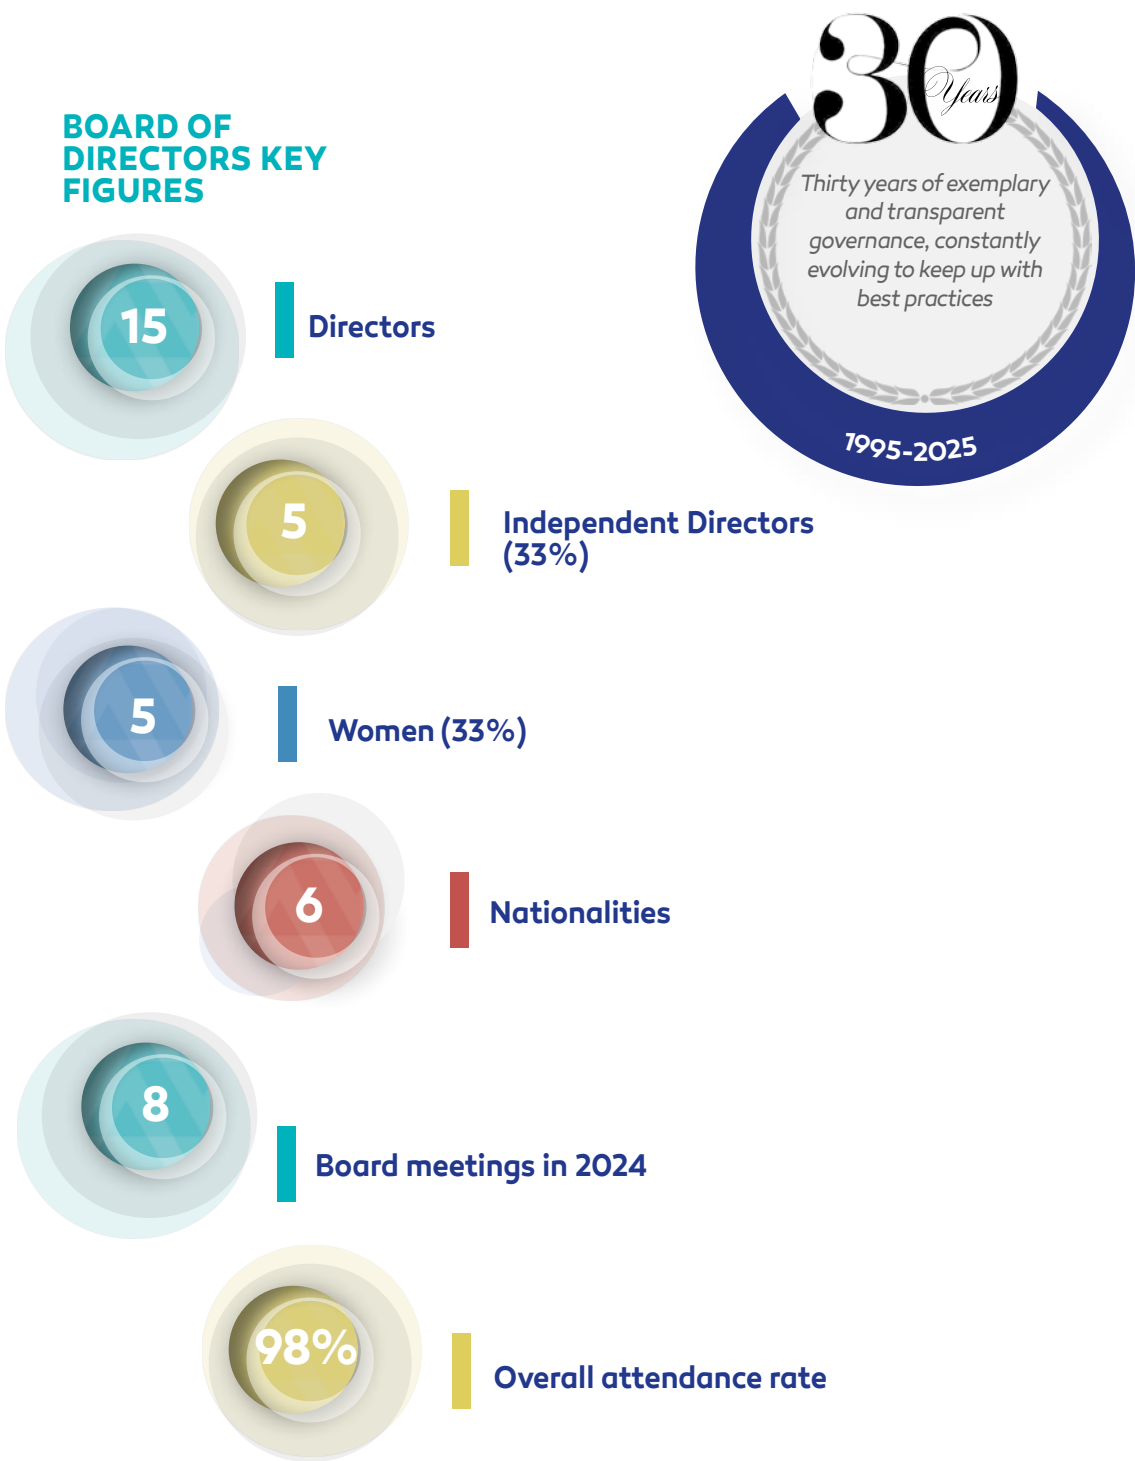 30
Years
Thirty years of exemplary
and transparent
governance, constantly
evolving to keep up with
best practices
1995-2025
BOARD OF
DIRECTORS KEY
FIGURES
15
Directors
5
Independent Directors
(33%)
5
Women (33%)
6
Nationalities
8
Board meetings in 2024
98%
Overall attendance rate